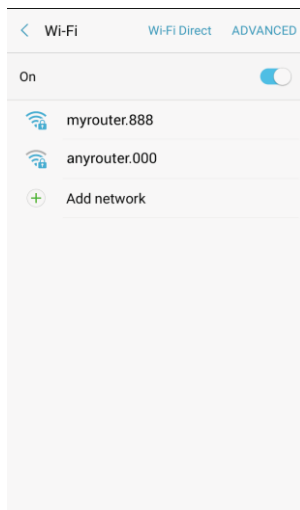 Wi-Fi Wi-Fi Direct ADVANCED
On
myrouter.888
anyrouter.000
Add network